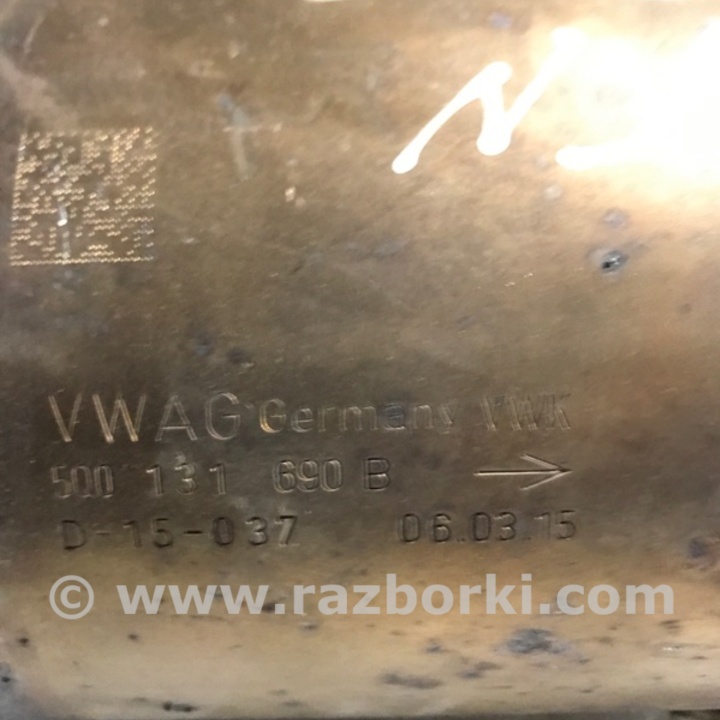 VWAG Germany VWK
5Q0 131 690 B →
D-15-037 06.03.15
© www.razborki.com